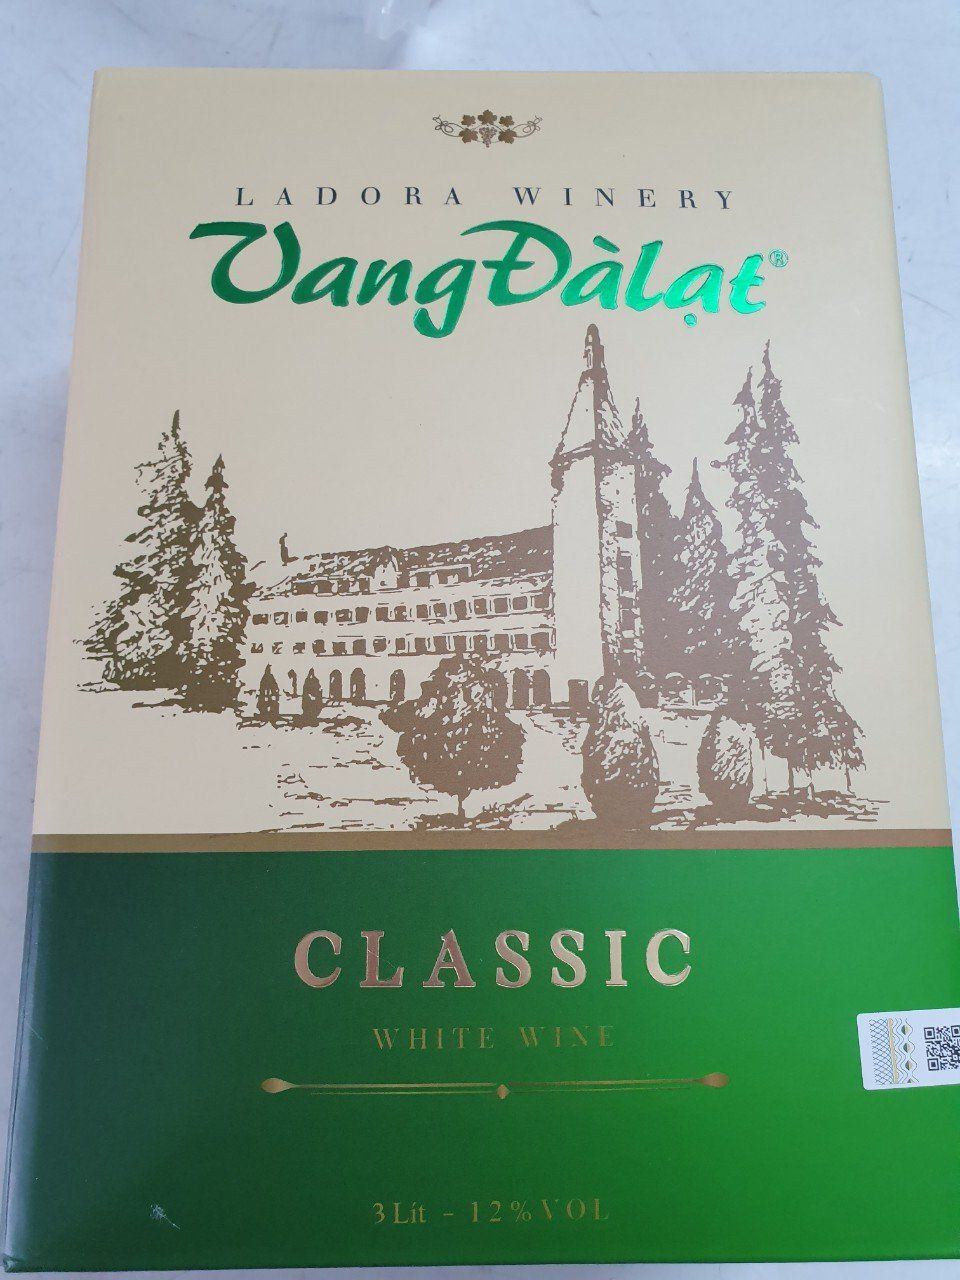 LADORA WINERY
VangĐàlạt®
CLASSIC
WHITE WINE
3 Lít - 12% VOL